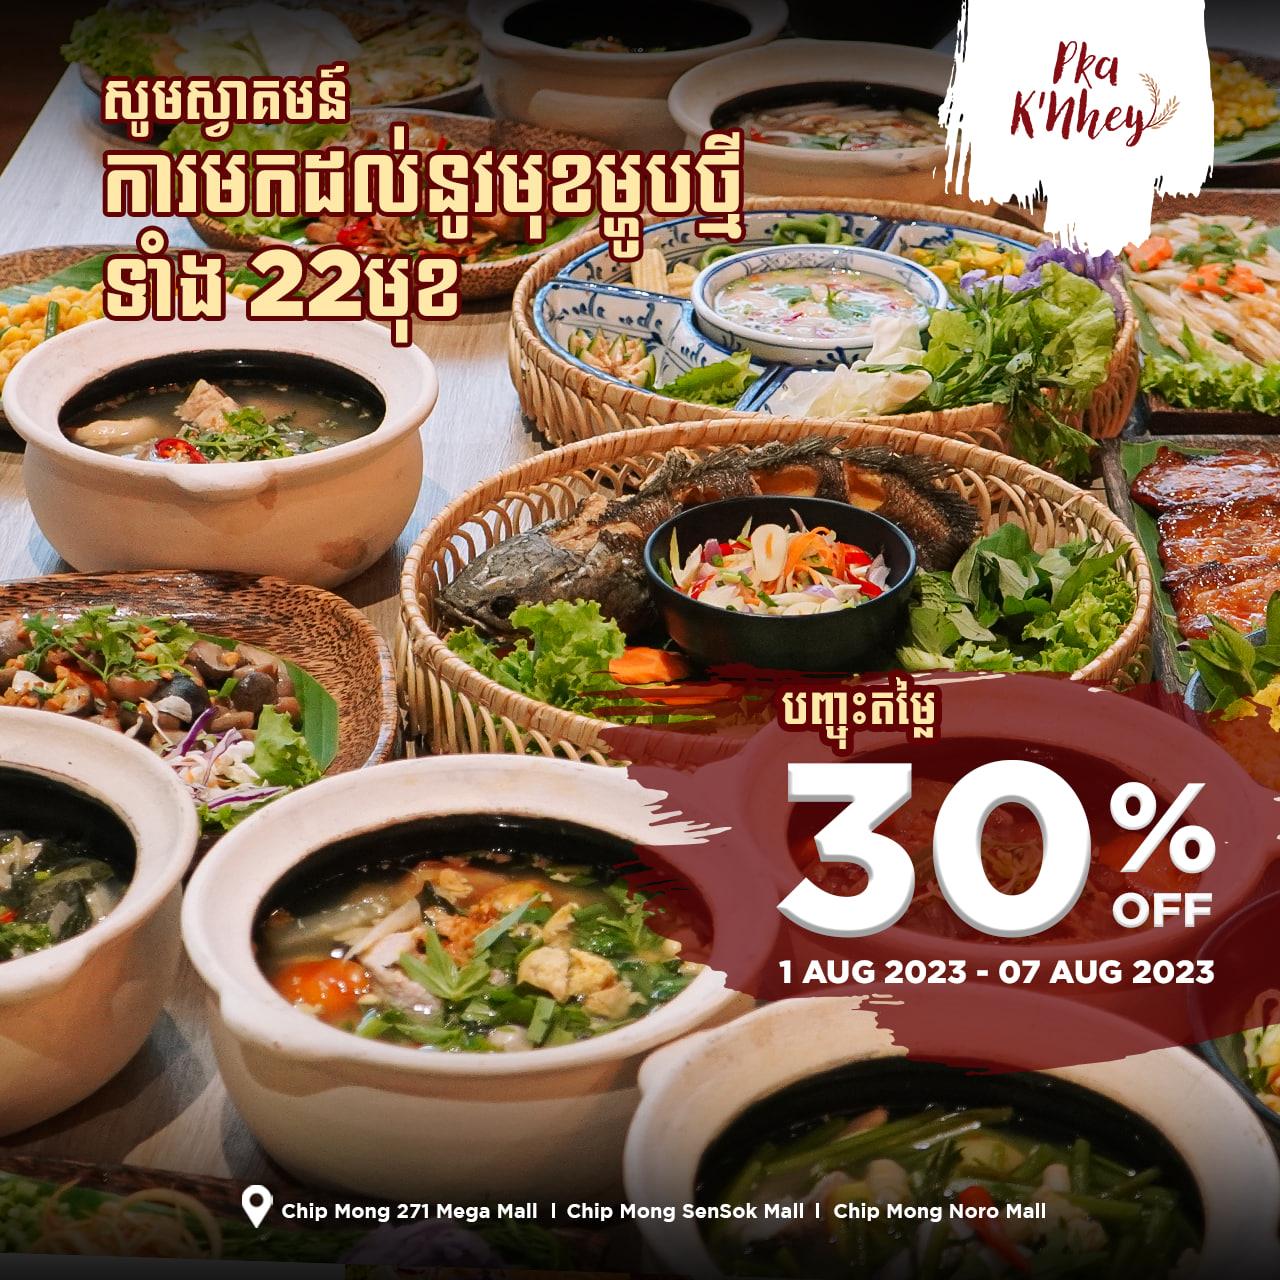 Pka
K'Nhey
សូមស្វាគមន៍
ការមកដល់នូវមុខម្ហូបថ្មី
ទាំង 22មុខ
បញ្ចុះតម្លៃ
30%
OFF
1 AUG 2023 - 07 AUG 2023
Chip Mong 271 Mega Mall | Chip Mong SenSok Mall | Chip Mong Noro Mall